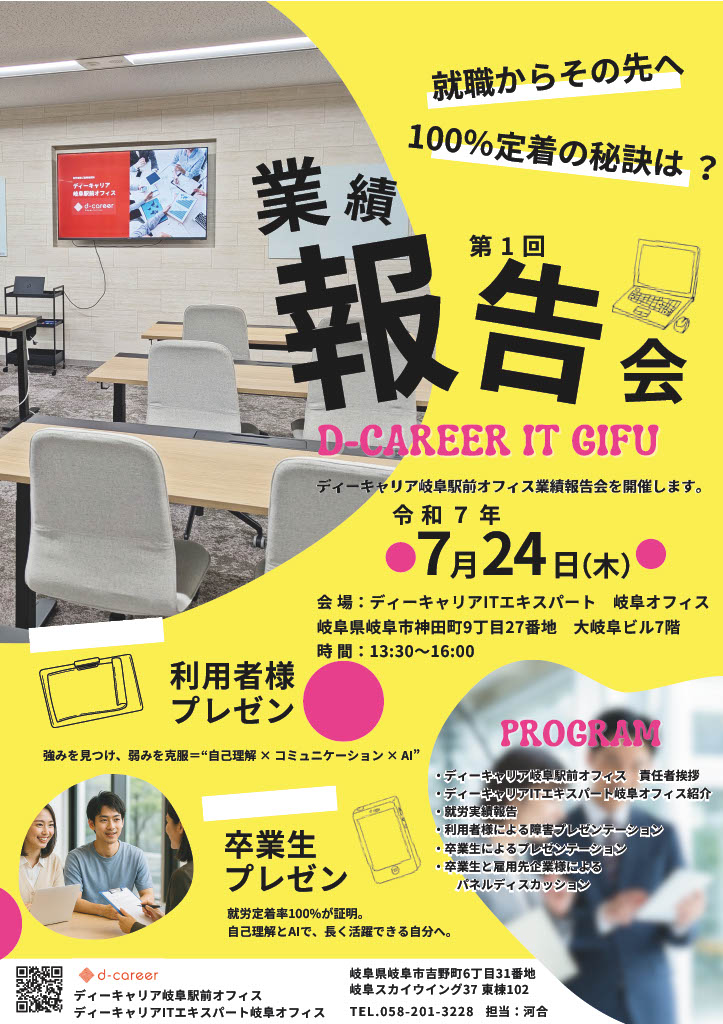 就職からその先へ
100%定着の秘訣は？
ディーキャリア
岐阜駅前オフィス
d-career
業績
第1回
報告会
D-CAREER IT GIFU
ディーキャリア岐阜駅前オフィス業績報告会を開催します。
令和7年
7月24日(木)
会場：ディーキャリアITエキスパート　岐阜オフィス
岐阜県岐阜市神田町9丁目27番地　大岐阜ビル7階
時間：13:30〜16:00
利用者様
プレゼン
強みを見つけ、弱みを克服＝“自己理解 × コミュニケーション × AI”
PROGRAM
・ディーキャリア岐阜駅前オフィス　責任者挨拶
・ディーキャリアITエキスパート岐阜オフィス紹介
・就労実績報告
・利用者様による障害プレゼンテーション
・卒業生によるプレゼンテーション
・卒業生と雇用先企業様による
パネルディスカッション
卒業生
プレゼン
就労定着率100%が証明。
自己理解とAIで、長く活躍できる自分へ。
d-career
ディーキャリア岐阜駅前オフィス
ディーキャリアITエキスパート岐阜オフィス
岐阜県岐阜市吉野町6丁目31番地
岐阜スカイウイング37 東棟102
TEL.058-201-3228　担当：河合